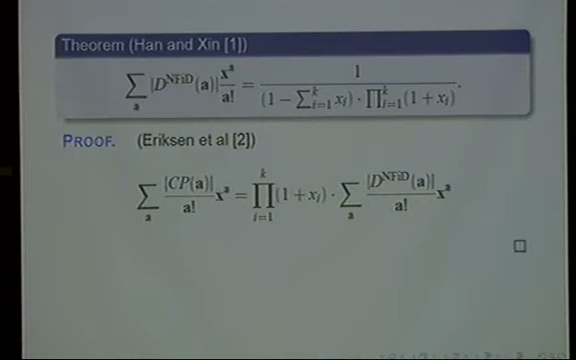 Theorem (Han and Xin [1])
∑_a |D^NFiD(a)| x^a / a! = 1 / ((1 − ∑_{i=1}^k x_i) · ∏_{i=1}^k (1 + x_i)).
PROOF. (Eriksen et al [2])
∑_a |CP(a)| / a! x^a = ∏_{i=1}^k (1 + x_i) · ∑_a |D^NFiD(a)| / a! x^a
□